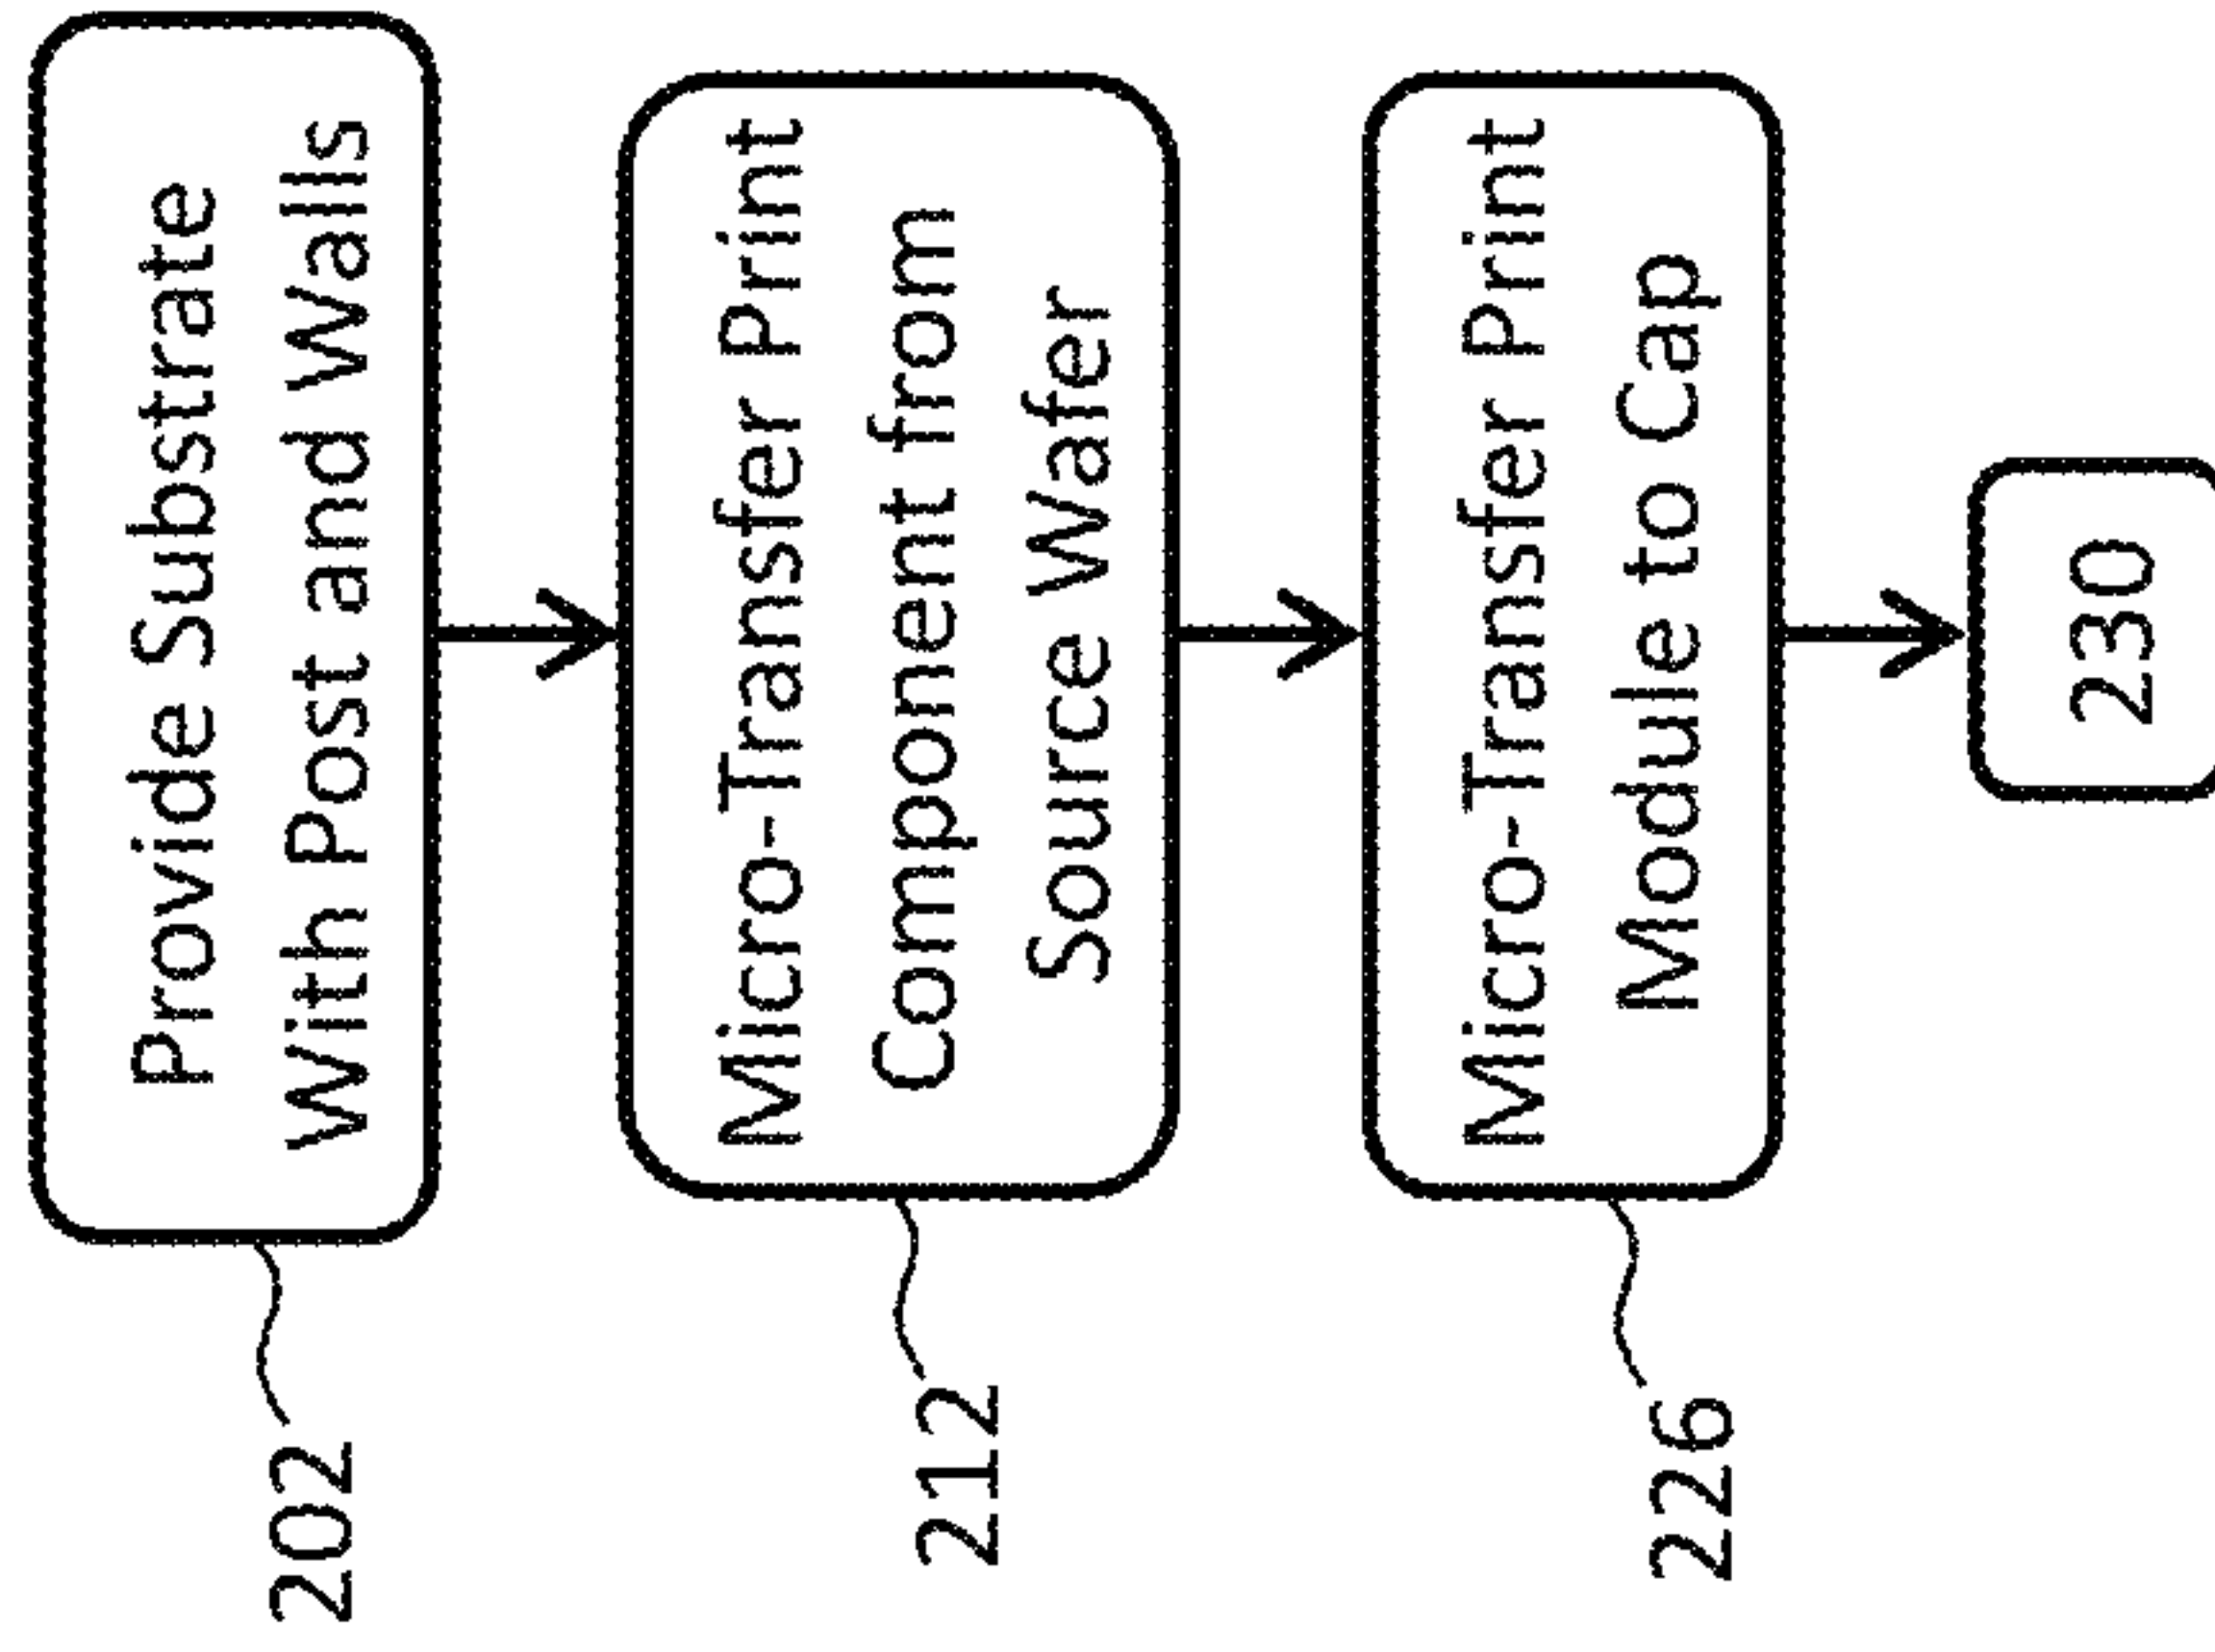 202
Provide Substrate
With Post and Walls
212
Micro-Transfer Print
Component from
Source Wafer
226
Micro-Transfer Print
Module to Cap
230